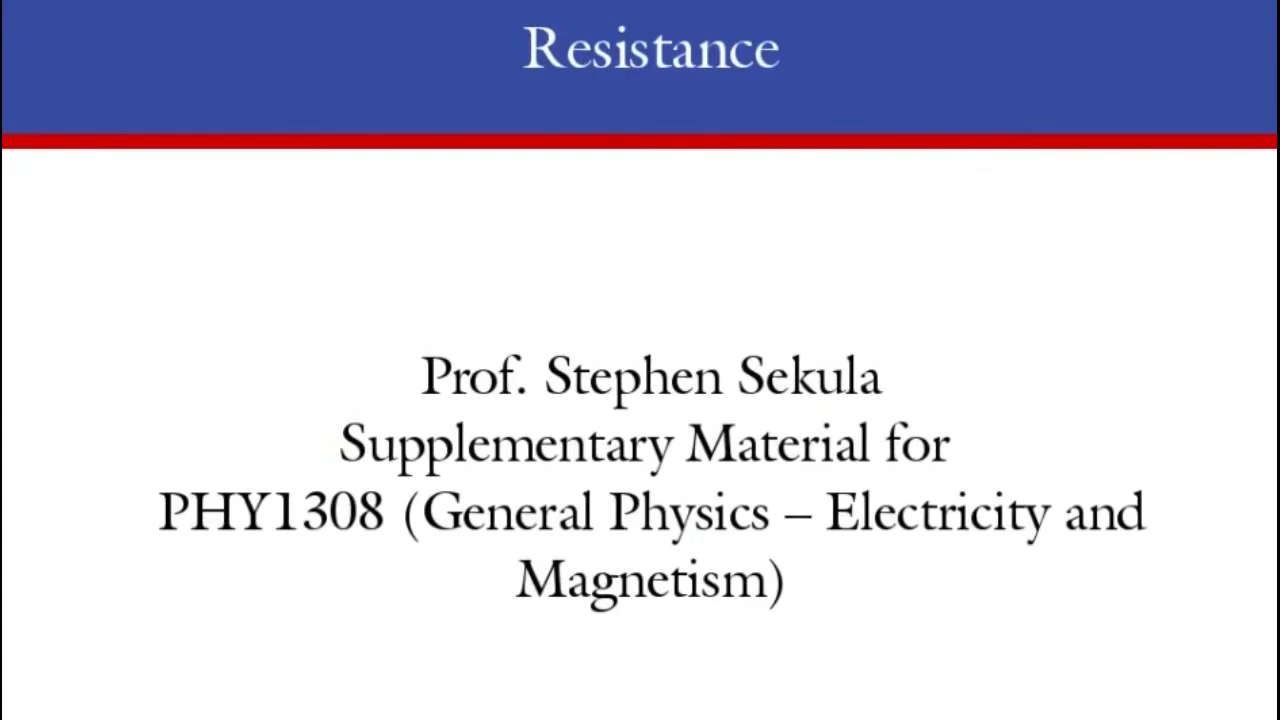 Resistance
Prof. Stephen Sekula
Supplementary Material for
PHY1308 (General Physics – Electricity and
Magnetism)